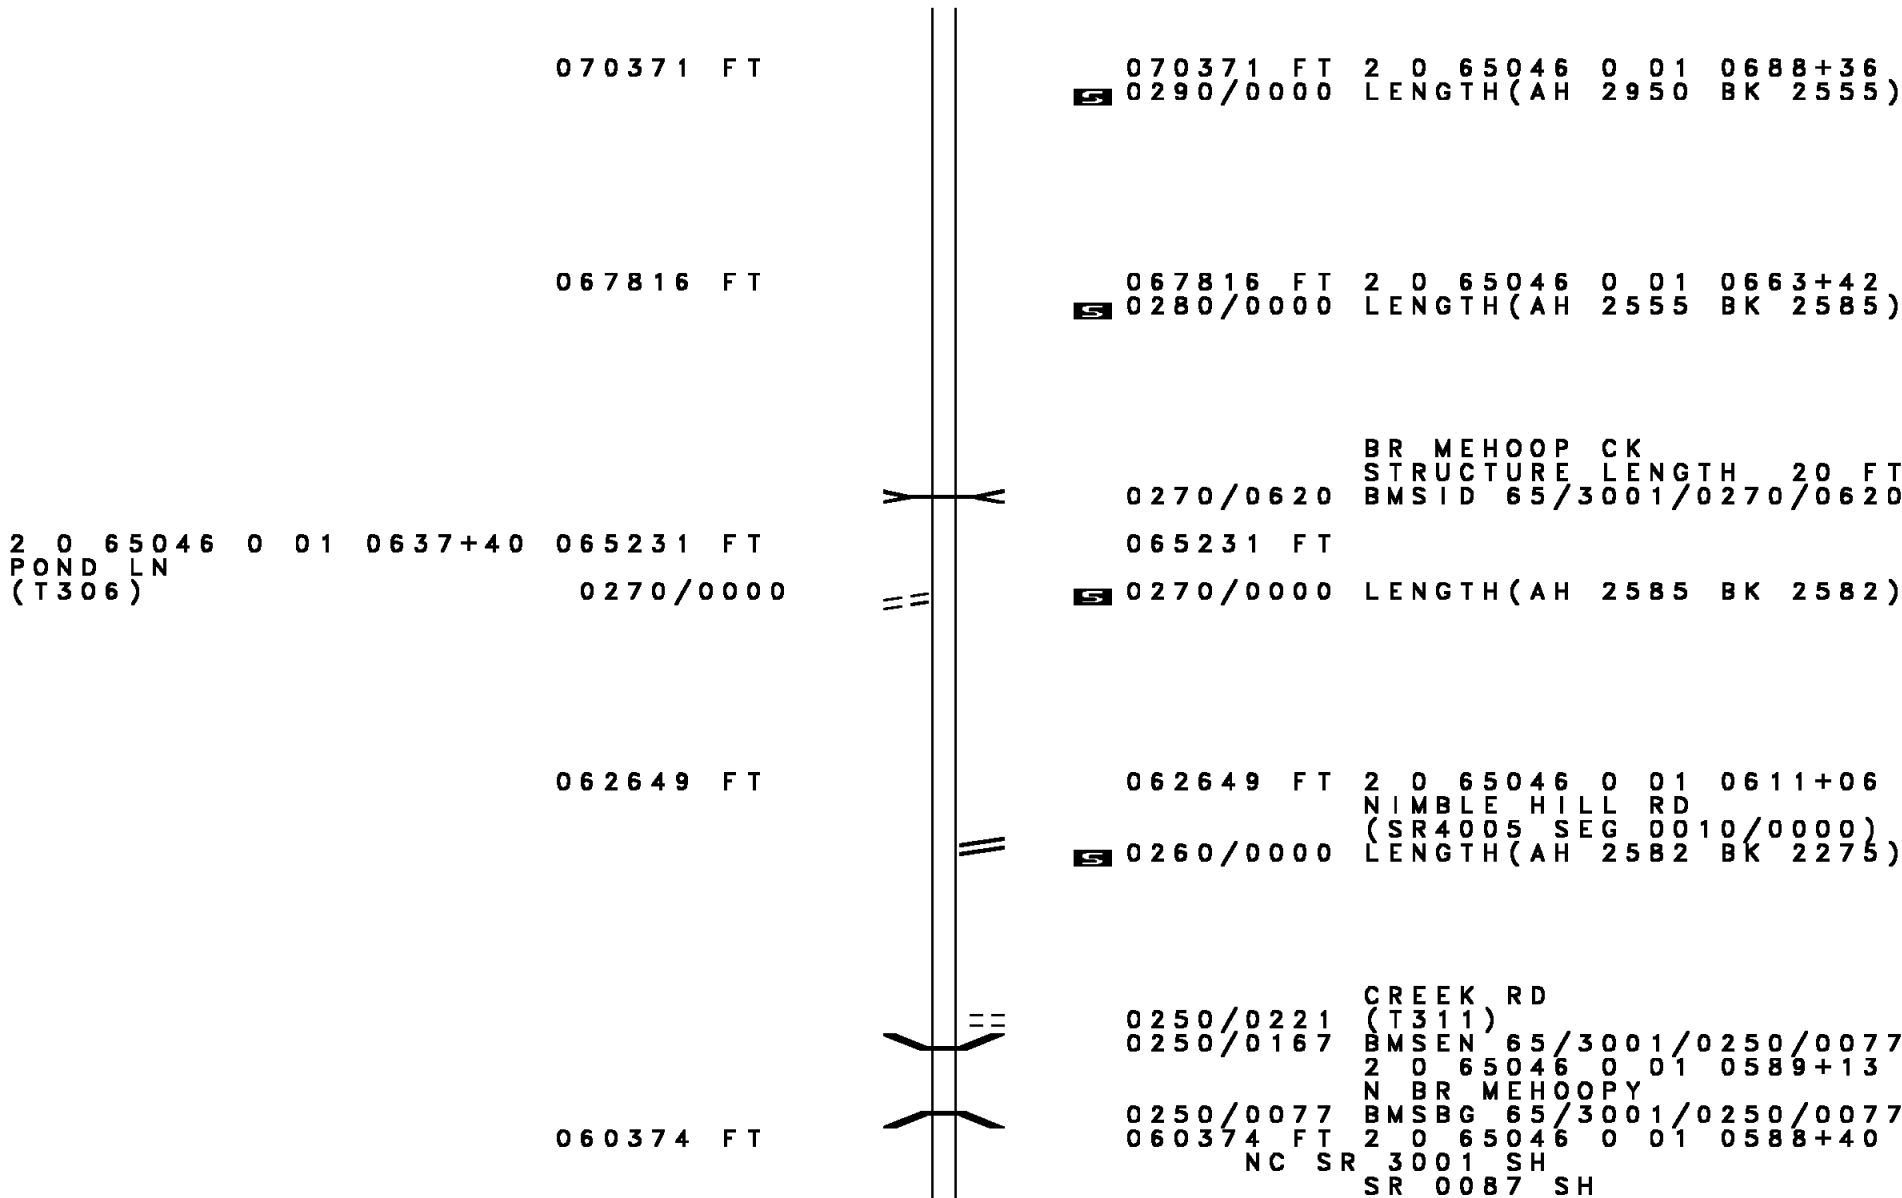 070371 FT 070371 FT 2 0 65046 0 01 0688+36
S 0290/0000 LENGTH(AH 2950 BK 2555)
067816 FT 067816 FT 2 0 65046 0 01 0663+42
S 0280/0000 LENGTH(AH 2555 BK 2585)
BR MEHOOP CK
STRUCTURE LENGTH 20 FT
0270/0620 BMSID 65/3001/0270/0620
2 0 65046 0 01 0637+40 065231 FT 065231 FT
POND LN
(T306) 0270/0000 S 0270/0000 LENGTH(AH 2585 BK 2582)
062649 FT 062649 FT 2 0 65046 0 01 0611+06
NIMBLE HILL RD
(SR4005 SEG 0010/0000)
S 0260/0000 LENGTH(AH 2582 BK 2275)
CREEK RD
0250/0221 (T311)
0250/0167 BMSEN 65/3001/0250/0077
2 0 65046 0 01 0589+13
N BR MEHOOPY
0250/0077 BMSBG 65/3001/0250/0077
060374 FT 060374 FT 2 0 65046 0 01 0588+40
NC SR 3001 SH
SR 0087 SH